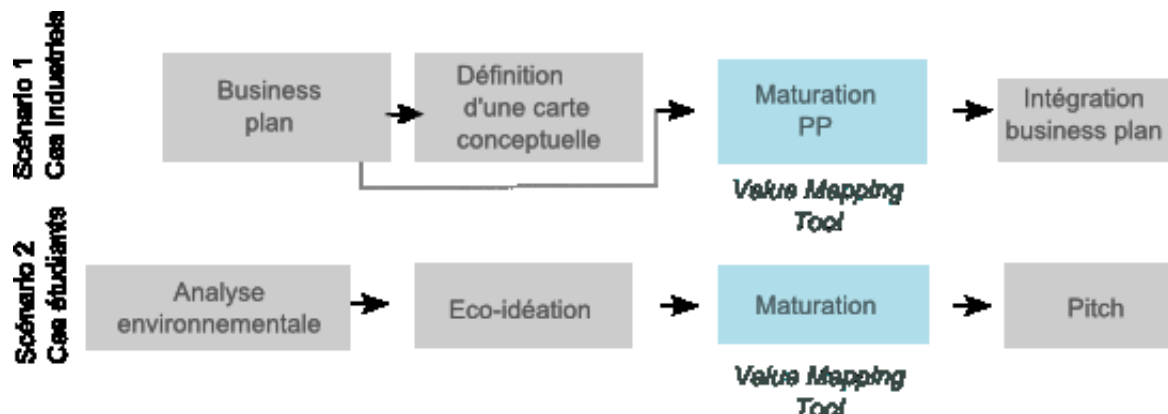 Scénario 1
Cas industriels
Business
plan
Définition
d'une carte
conceptuelle
Maturation
PP
Intégration
business plan
Value Mapping
Tool
Scénario 2
Cas étudiants
Analyse
environnementale
Eco-idéation
Maturation
Pitch
Value Mapping
Tool